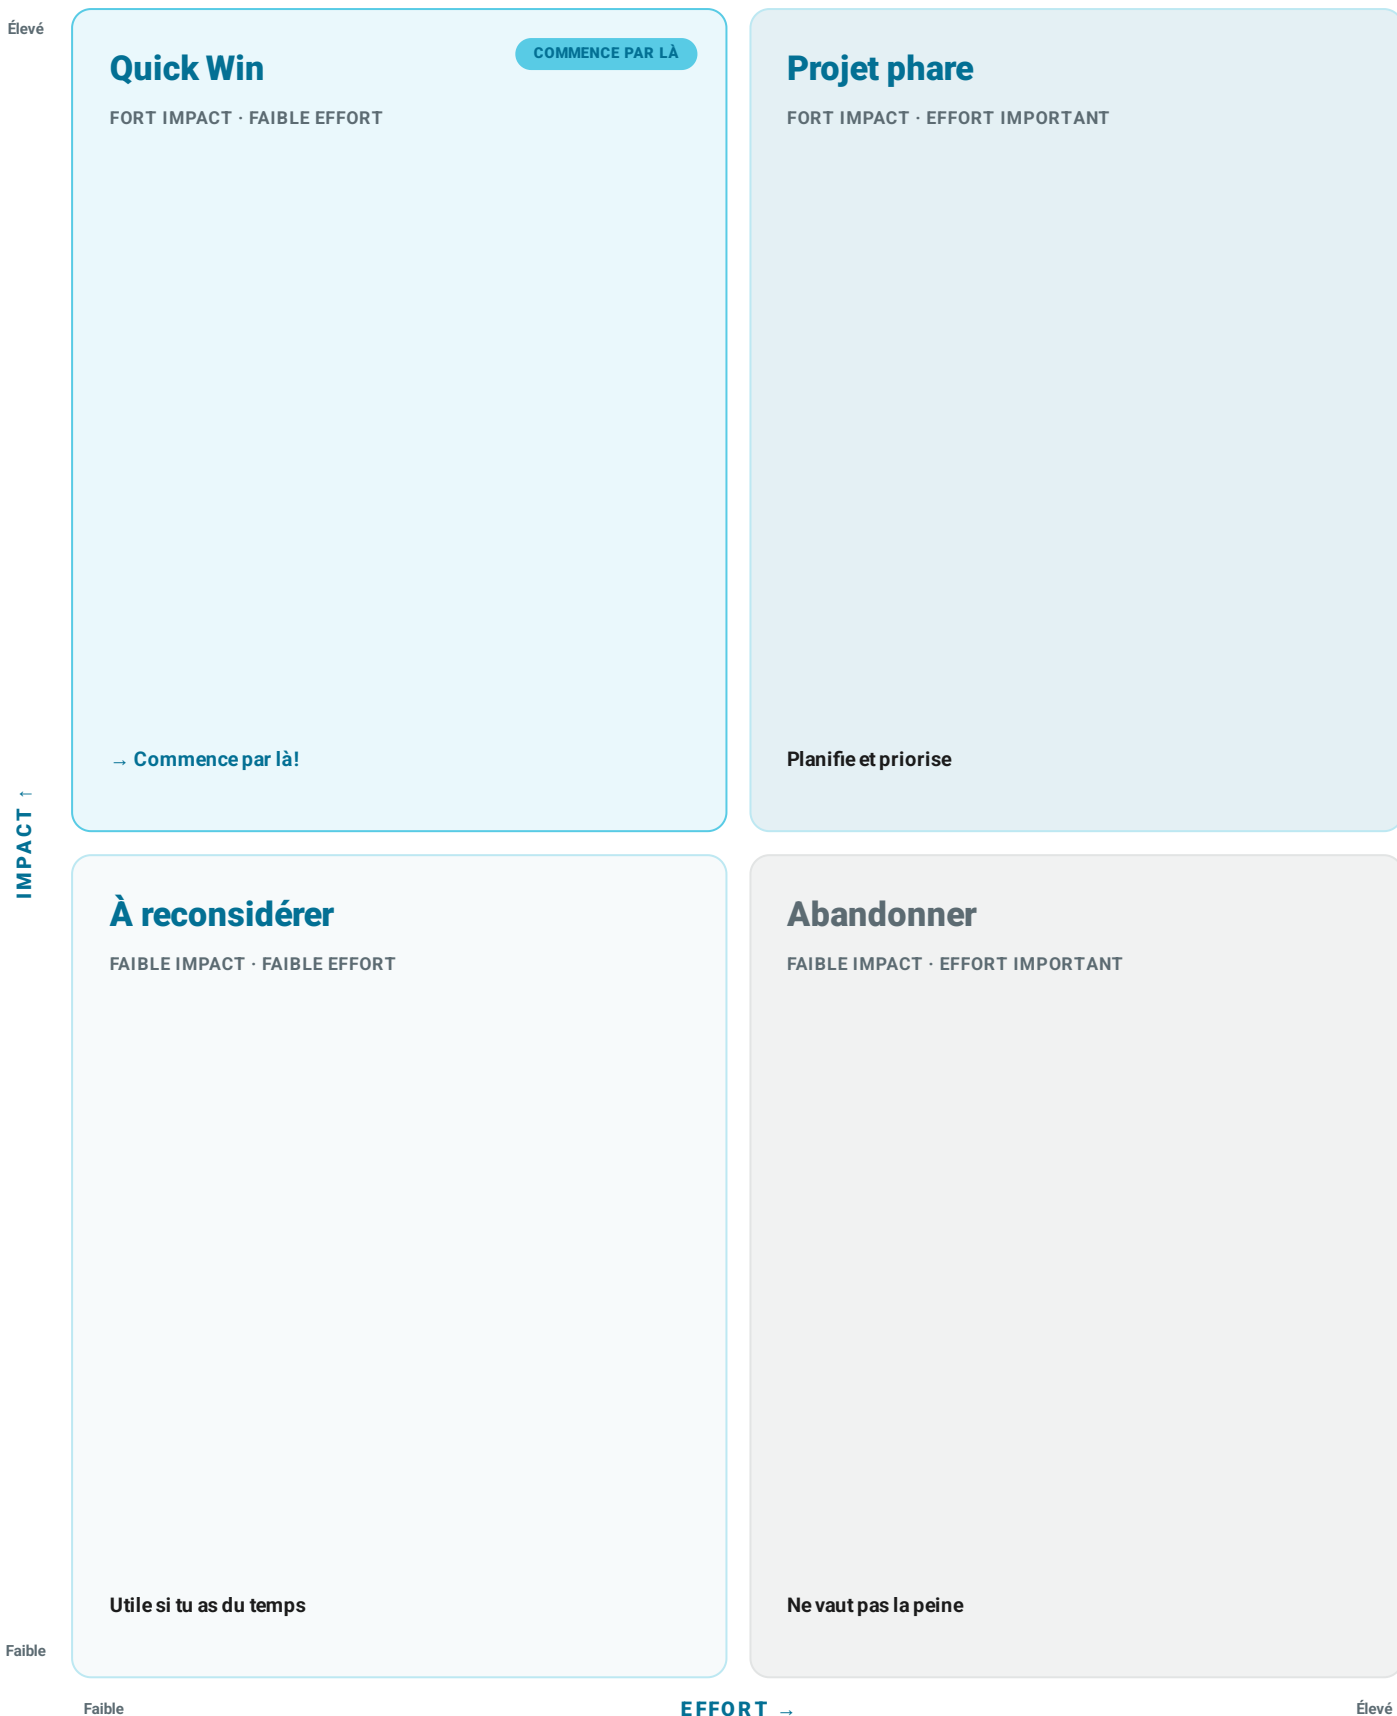 Élevé
Quick Win
COMMENCE PAR LÀ
FORT IMPACT · FAIBLE EFFORT
→ Commence par là!
Projet phare
FORT IMPACT · EFFORT IMPORTANT
Planifie et priorise
IMPACT →
À reconsidérer
FAIBLE IMPACT · FAIBLE EFFORT
Utile si tu as du temps
Abandonner
FAIBLE IMPACT · EFFORT IMPORTANT
Ne vaut pas la peine
Faible
Faible
EFFORT →
Élevé